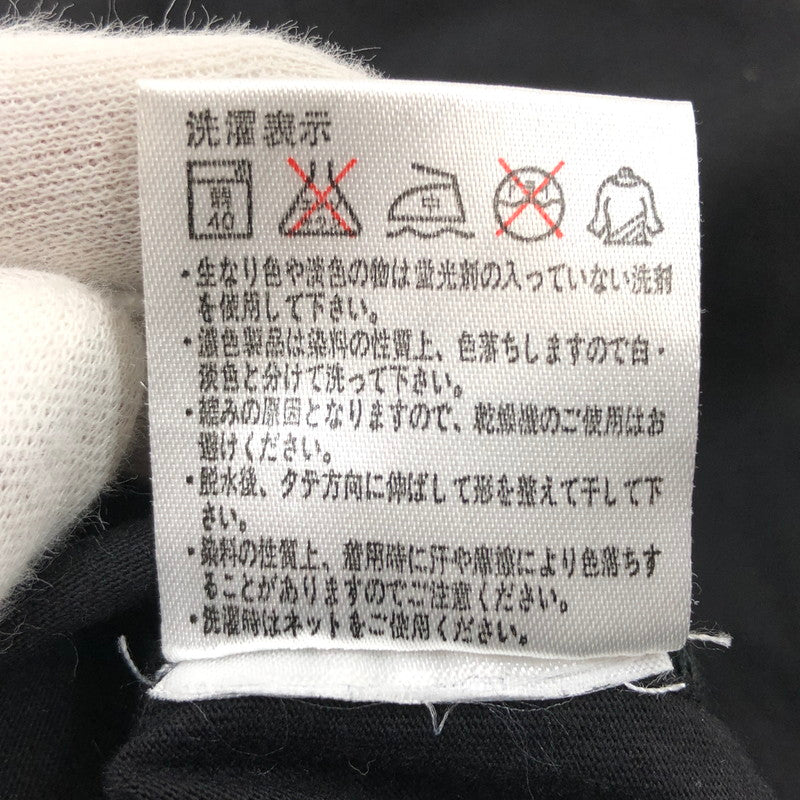 洗濯表示
弱
40
エンソ
サラシ
中
ドライ
・生なり色や淡色の物は蛍光剤の入っていない洗剤
を使用して下さい。
・濃色製品は染料の性質上、色落ちしますので白・
淡色と分けて洗って下さい。
・縮みの原因となりますので、乾燥機のご使用はお
避けください。
・脱水後、タテ方向に伸ばして形を整えて干して下
さい。
・染料の性質上、着用時に汗や摩擦により色落ちす
ることがありますのでご注意ください。
・洗濯時はネットをご使用ください。